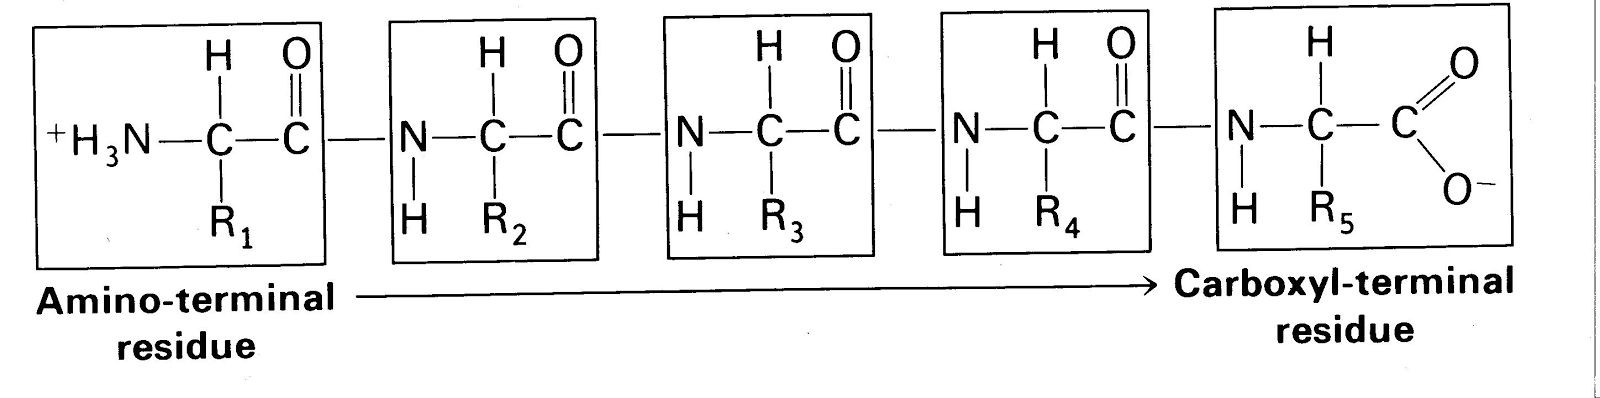 H O H O H O H O H O
⁺H₃N—C—C—N—C—C—N—C—C—N—C—C—N—C—C
R₁ H R₂ H R₃ H R₄ H R₅ O⁻
Amino-terminal → Carboxyl-terminal
residue residue